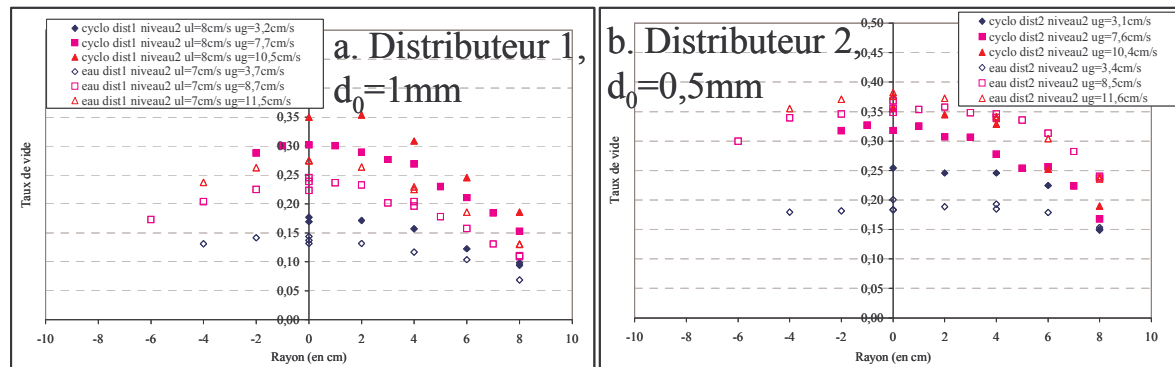 cyclo dist1 niveau2 ul=8cm/s ug=3,2cm/s
cyclo dist1 niveau2 ul=8cm/s ug=7,7cm/s
cyclo dist1 niveau2 ul=8cm/s ug=10,5cm/s
eau dist1 niveau2 ul=7cm/s ug=3,7cm/s
eau dist1 niveau2 ul=7cm/s ug=8,7cm/s
eau dist1 niveau2 ul=7cm/s ug=11,5cm/s
a. Distributeur 1,
d0=1mm
0,35
0,30
0,25
0,20
0,15
0,10
0,05
0,00
Taux de vide
-10 -8 -6 -4 -2 0 2 4 6 8 10
Rayon (en cm)
b. Distributeur 2,
d0=0,5mm
cyclo dist2 niveau2 ug=3,1cm/s
cyclo dist2 niveau2 ug=7,6cm/s
cyclo dist2 niveau2 ug=10,4cm/s
eau dist2 niveau2 ug=3,4cm/s
eau dist2 niveau2 ug=8,5cm/s
eau dist2 niveau2 ug=11,6cm/s
0,50
0,45
0,40
0,35
0,30
0,25
0,20
0,15
0,10
0,05
0,00
Taux de vide
-10 -8 -6 -4 -2 0 2 4 6 8 10
Rayon (en cm)